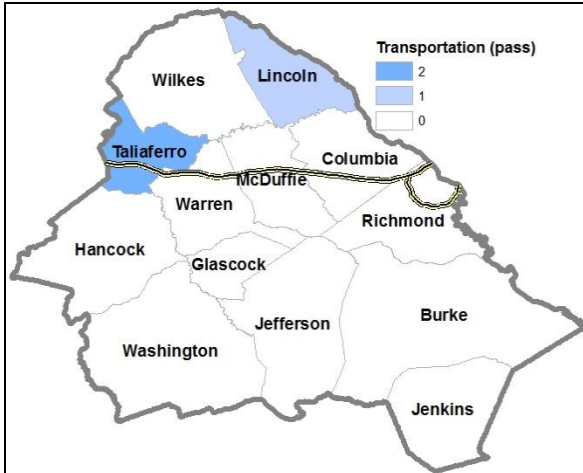 Transportation (pass)
2
1
0
Wilkes
Lincoln
Taliaferro
Columbia
McDuffie
Warren
Richmond
Hancock
Glascock
Jefferson
Burke
Washington
Jenkins